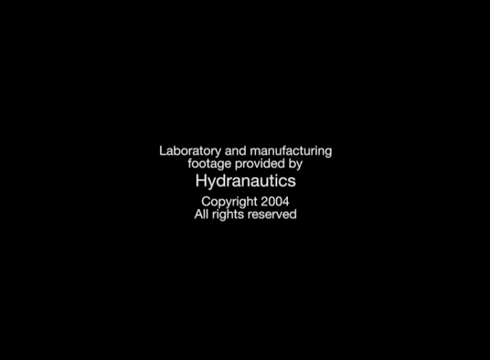 Laboratory and manufacturing
footage provided by
Hydranautics
Copyright 2004
All rights reserved